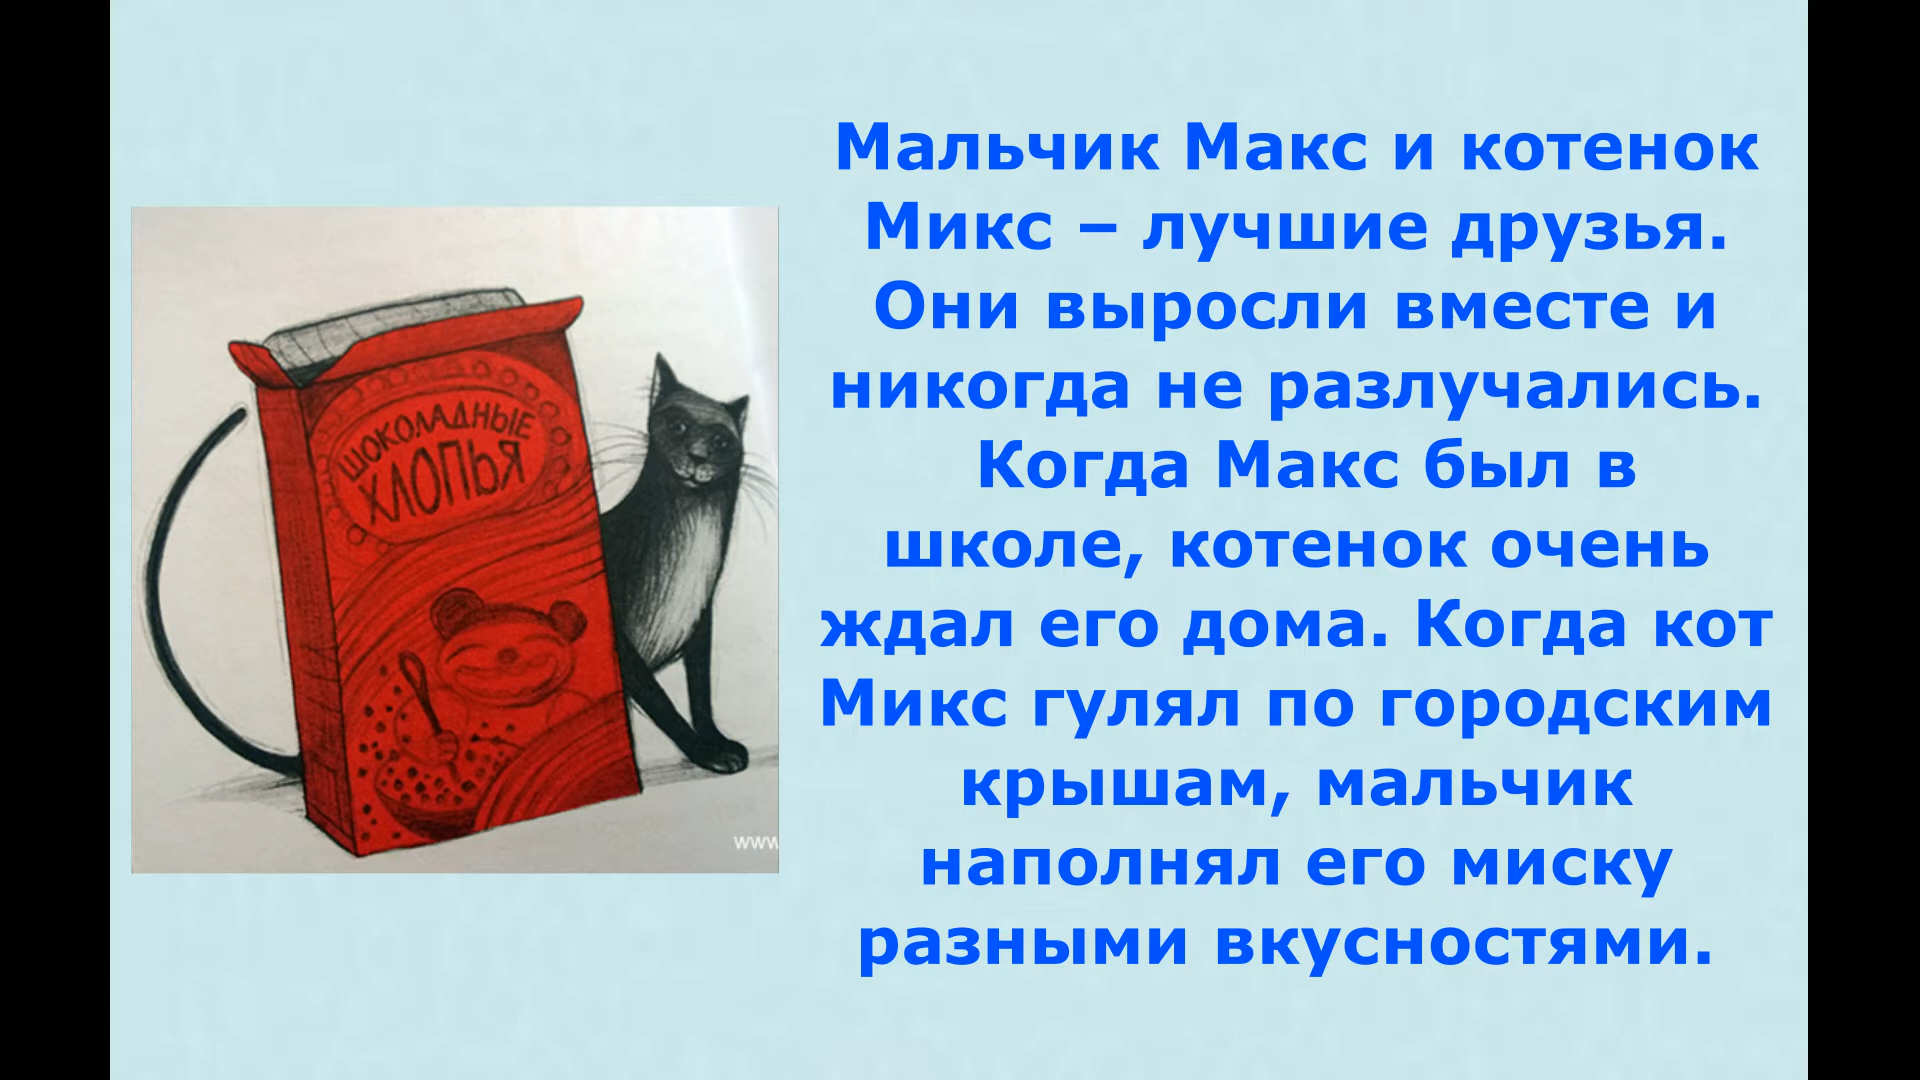 Мальчик Макс и котенок
Микс – лучшие друзья.
Они выросли вместе и
никогда не разлучались.
Когда Макс был в
школе, котенок очень
ждал его дома. Когда кот
Микс гулял по городским
крышам, мальчик
наполнял его миску
разными вкусностями.
ШОКОЛАДНЫЕ
ХЛОПЬЯ
www